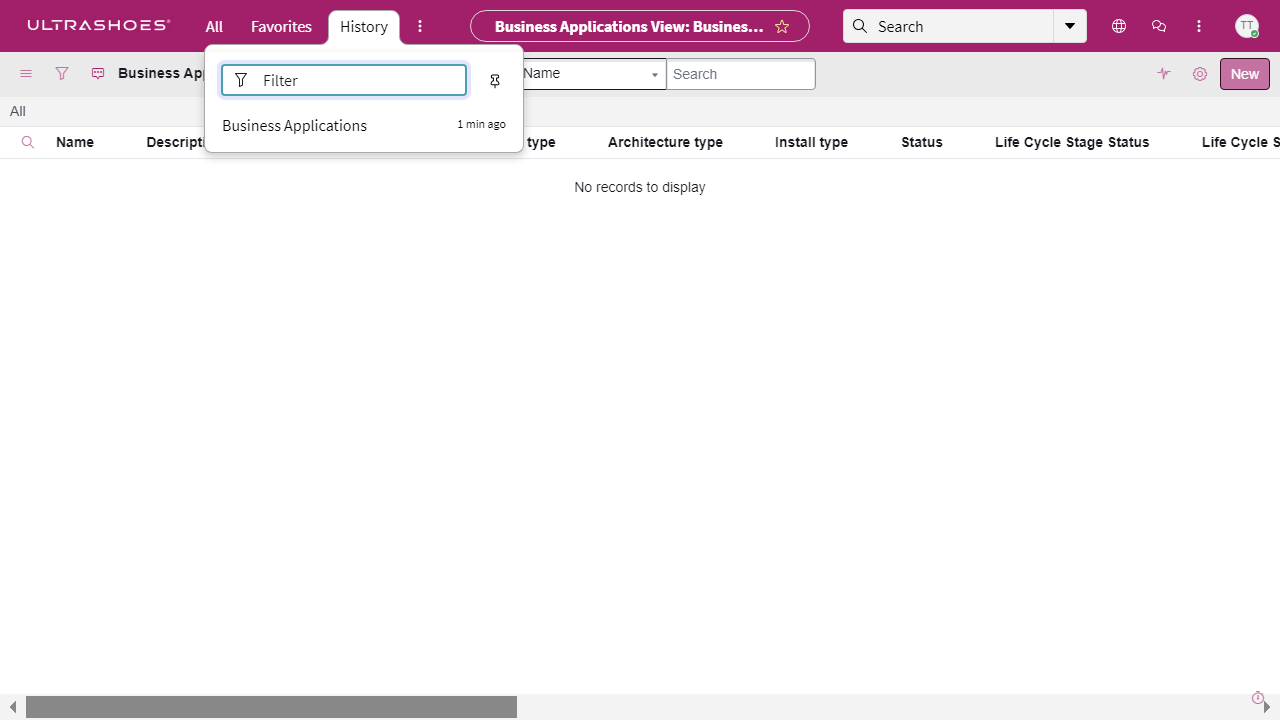 ULTRASHOES®
All
Favorites
History
Business Applications View: Busines...
Search
TT
Business App
Filter
Name
Search
New
All
Business Applications
1 min ago
Name
Descripti
type
Architecture type
Install type
Status
Life Cycle Stage Status
Life Cycle S
No records to display